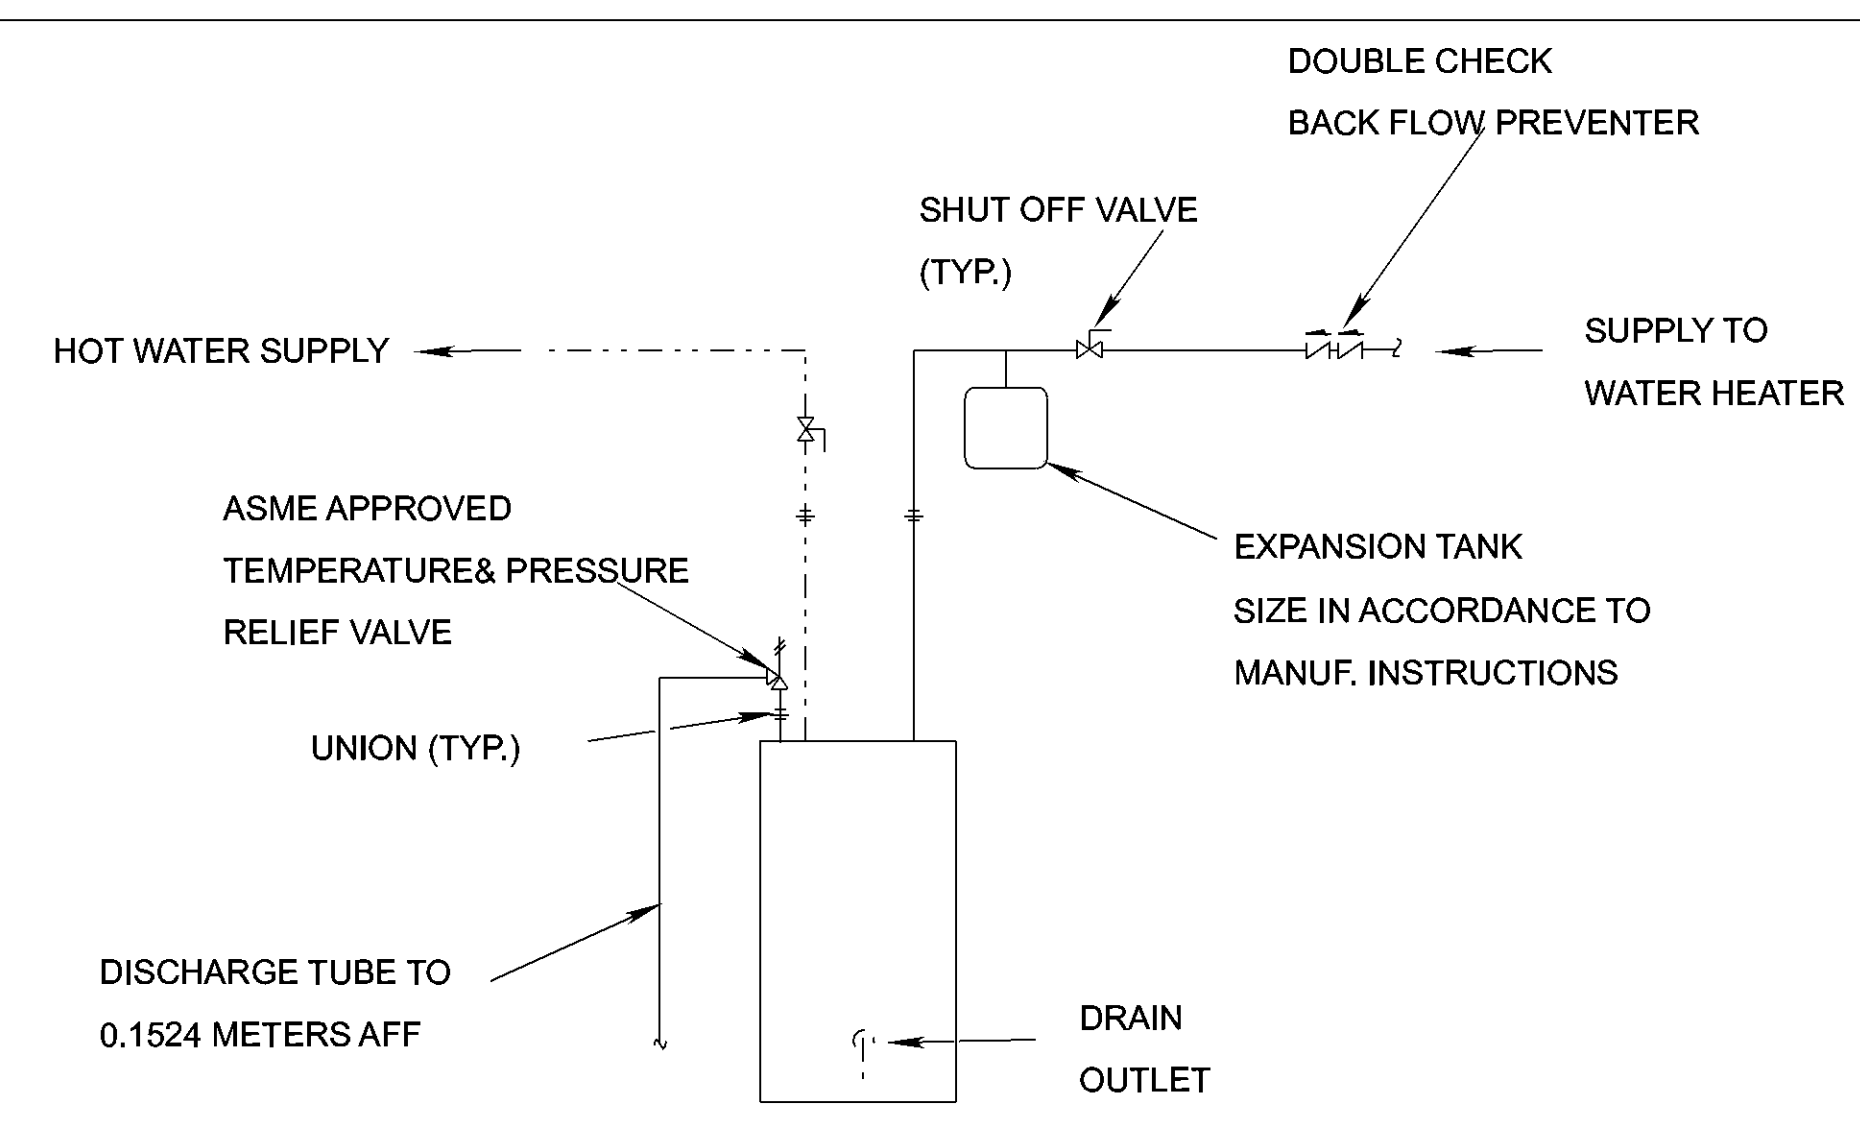 DOUBLE CHECK
BACK FLOW PREVENTER
SHUT OFF VALVE
(TYP.)
HOT WATER SUPPLY
SUPPLY TO
WATER HEATER
ASME APPROVED
TEMPERATURE& PRESSURE
RELIEF VALVE
EXPANSION TANK
SIZE IN ACCORDANCE TO
MANUF. INSTRUCTIONS
UNION (TYP.)
DISCHARGE TUBE TO
0.1524 METERS AFF
DRAIN
OUTLET